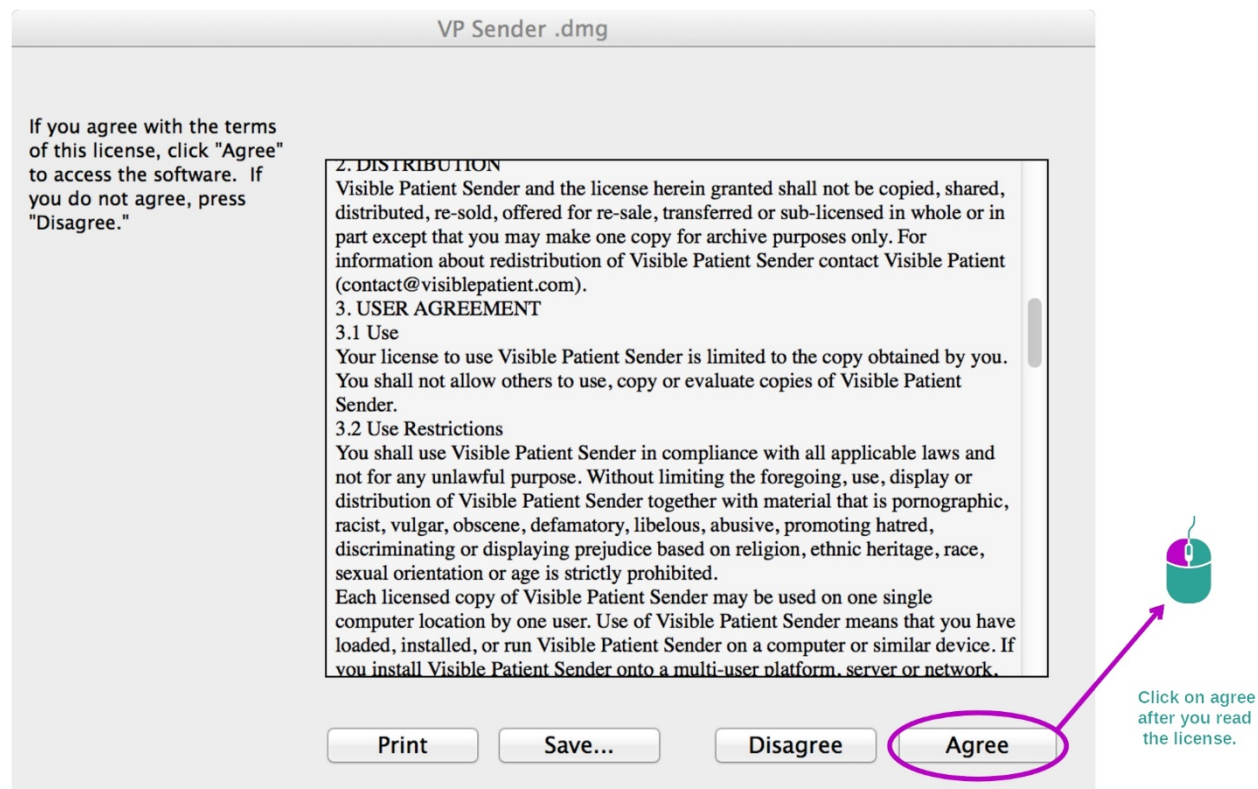 VP Sender .dmg
If you agree with the terms
of this license, click "Agree"
to access the software.  If
you do not agree, press
"Disagree."
2. DISTRIBUTION
Visible Patient Sender and the license herein granted shall not be copied, shared,
distributed, re-sold, offered for re-sale, transferred or sub-licensed in whole or in
part except that you may make one copy for archive purposes only. For
information about redistribution of Visible Patient Sender contact Visible Patient
(contact@visiblepatient.com).
3. USER AGREEMENT
3.1 Use
Your license to use Visible Patient Sender is limited to the copy obtained by you.
You shall not allow others to use, copy or evaluate copies of Visible Patient
Sender.
3.2 Use Restrictions
You shall use Visible Patient Sender in compliance with all applicable laws and
not for any unlawful purpose. Without limiting the foregoing, use, display or
distribution of Visible Patient Sender together with material that is pornographic,
racist, vulgar, obscene, defamatory, libelous, abusive, promoting hatred,
discriminating or displaying prejudice based on religion, ethnic heritage, race,
sexual orientation or age is strictly prohibited.
Each licensed copy of Visible Patient Sender may be used on one single
computer location by one user. Use of Visible Patient Sender means that you have
loaded, installed, or run Visible Patient Sender on a computer or similar device. If
you install Visible Patient Sender onto a multi-user platform, server or network,
Print
Save...
Disagree
Agree
Click on agree
after you read
the license.